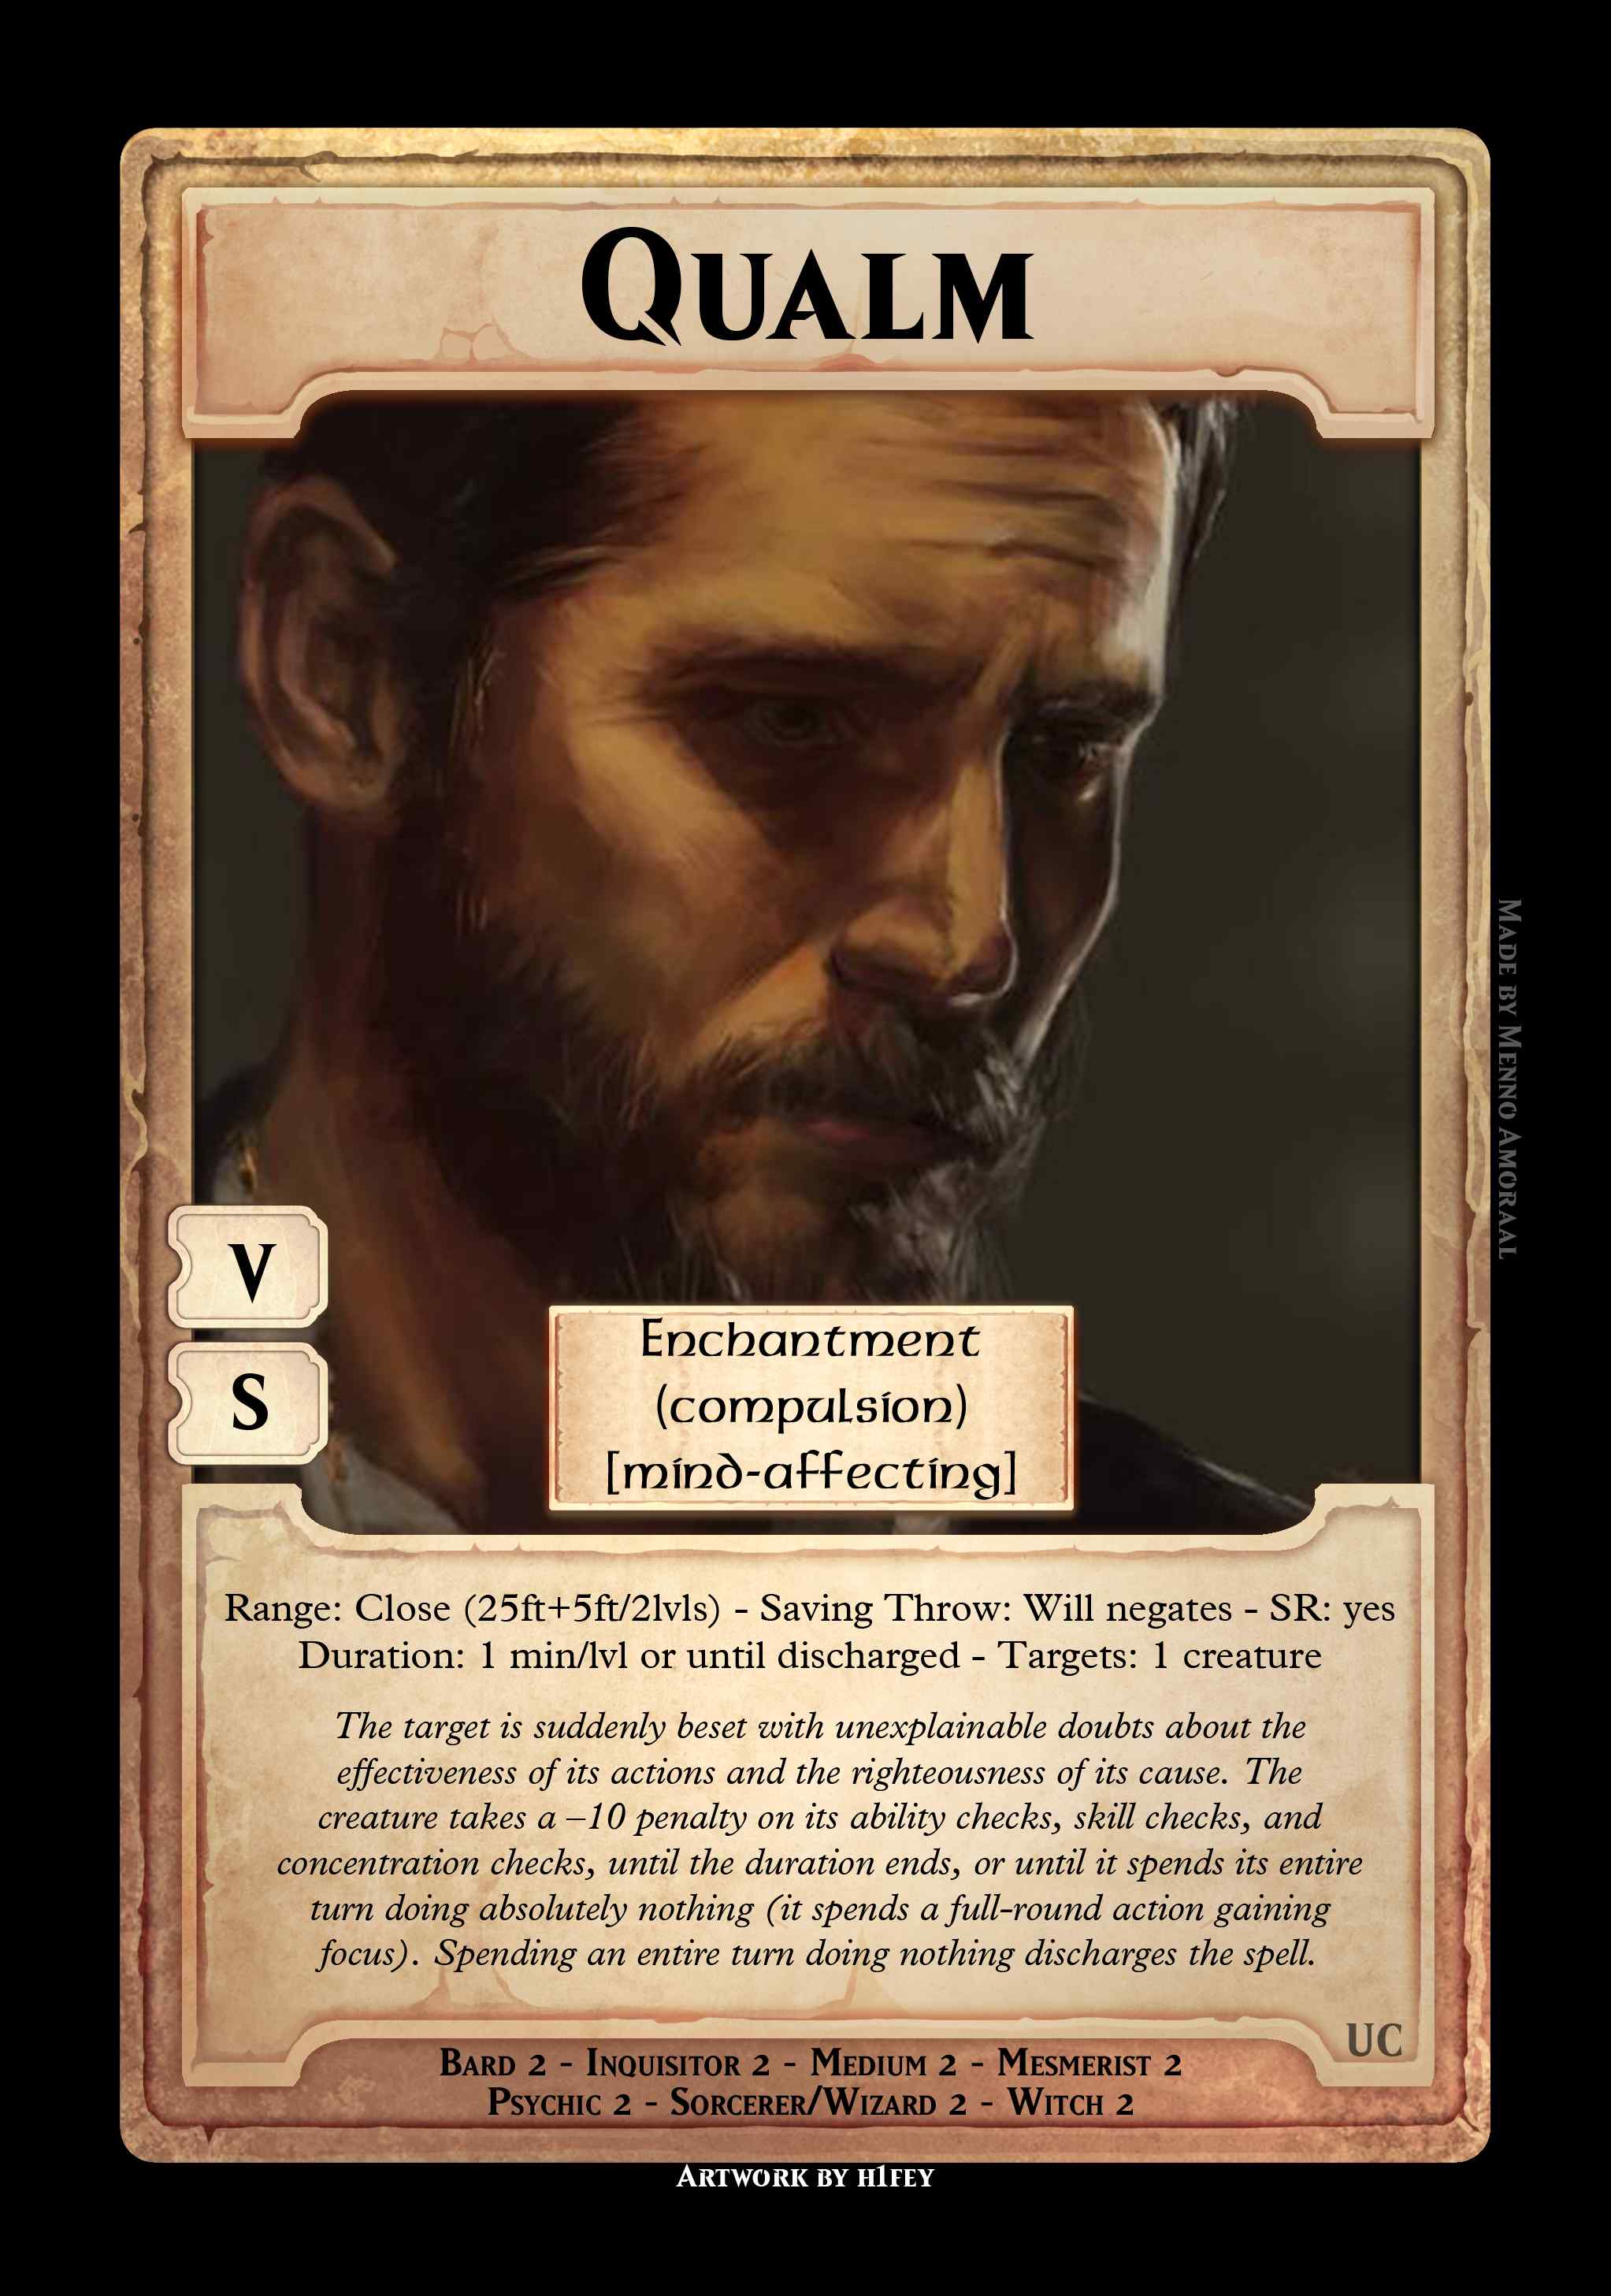 Qualm
V
S
Enchantment
(compulsion)
[mind-affecting]
Range: Close (25ft+5ft/2lvls) - Saving Throw: Will negates - SR: yes
Duration: 1 min/lvl or until discharged - Targets: 1 creature
The target is suddenly beset with unexplainable doubts about the
effectiveness of its actions and the righteousness of its cause. The
creature takes a –10 penalty on its ability checks, skill checks, and
concentration checks, until the duration ends, or until it spends its entire
turn doing absolutely nothing (it spends a full-round action gaining
focus). Spending an entire turn doing nothing discharges the spell.
UC
Bard 2 - Inquisitor 2 - Medium 2 - Mesmerist 2
Psychic 2 - Sorcerer/Wizard 2 - Witch 2
Artwork by h1fey
Made by Menno Amoraal